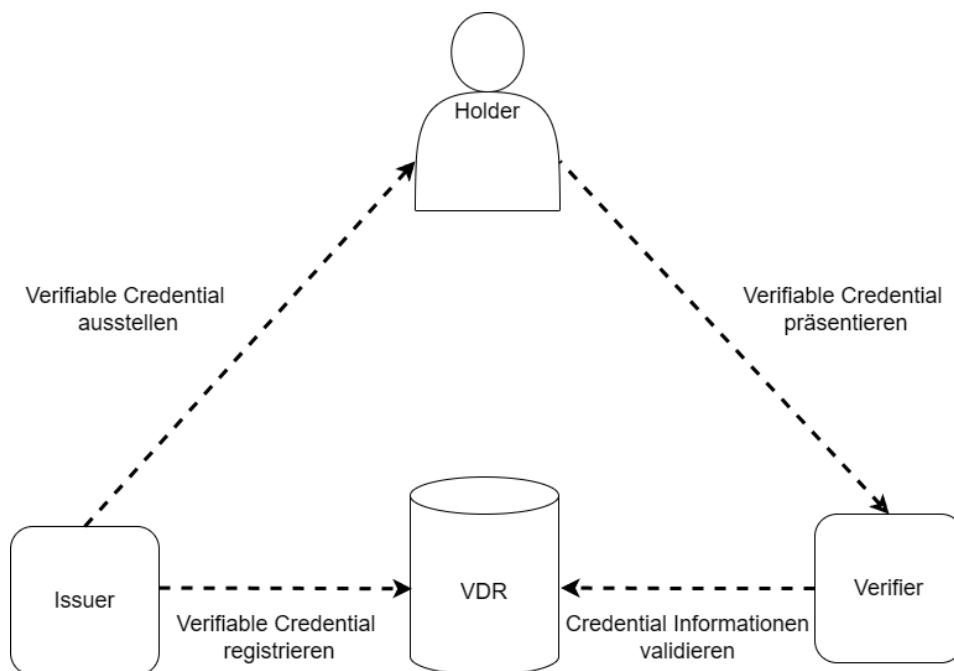 Holder
Verifiable Credential
ausstellen
Verifiable Credential
präsentieren
Issuer
VDR
Verifier
Verifiable Credential
registrieren
Credential Informationen
validieren